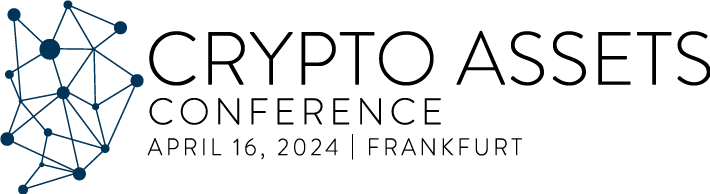 CRYPTO ASSETS
CONFERENCE
APRIL 16, 2024 | FRANKFURT